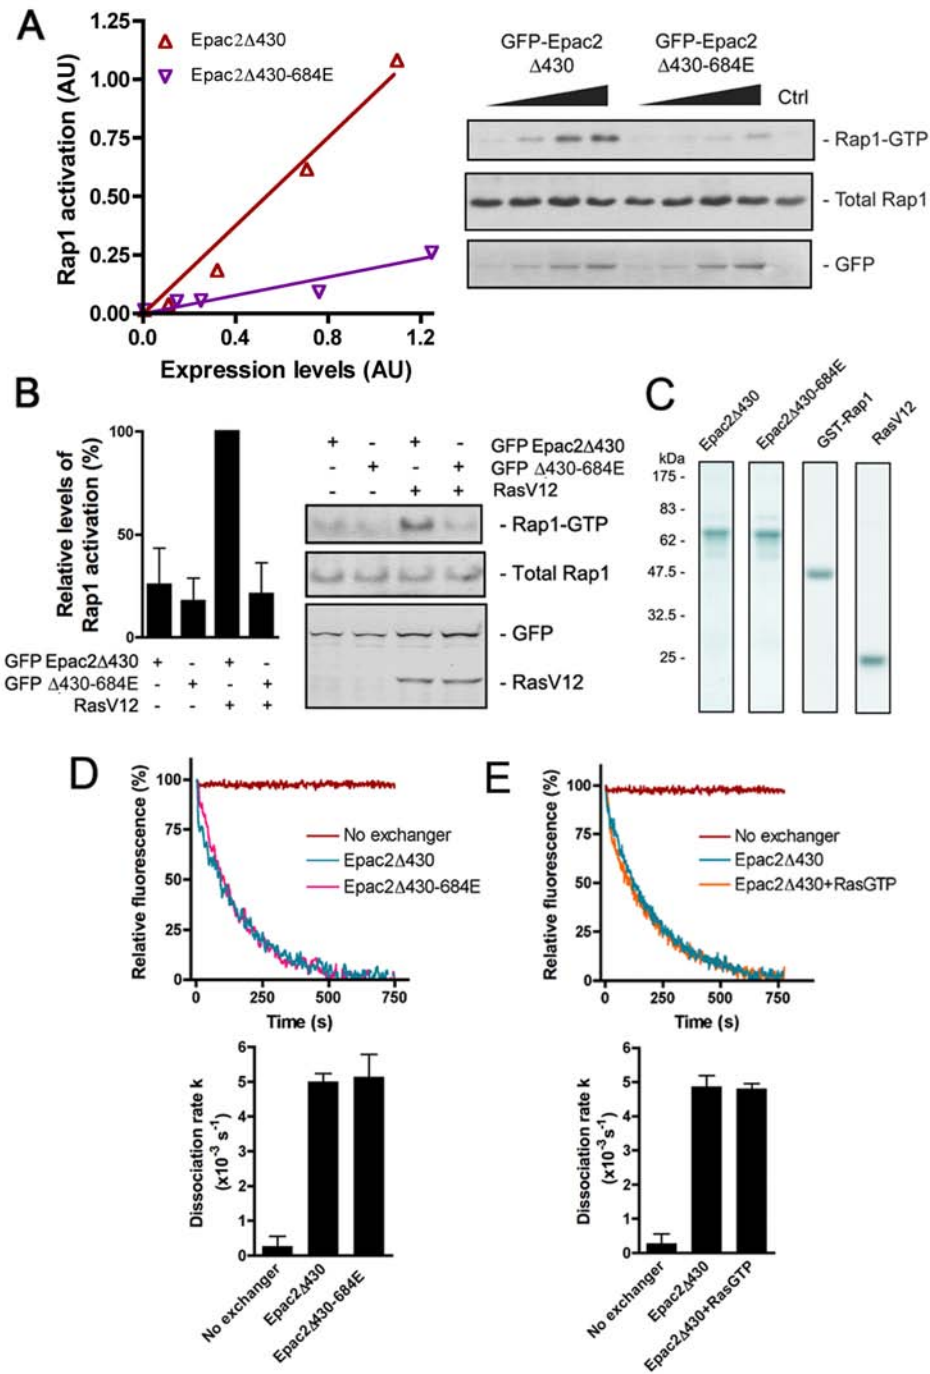 A
Rap1 activation (AU)
1.25
1.00
0.75
0.50
0.25
0.00
0.0 0.4 0.8 1.2
Expression levels (AU)
Epac2Δ430
Epac2Δ430-684E
GFP-Epac2 GFP-Epac2
Δ430 Δ430-684E
Ctrl
- Rap1-GTP
- Total Rap1
- GFP
B
Relative levels of
Rap1 activation (%)
100
50
0
GFP Epac2Δ430 + - + -
GFP Δ430-684E - + - +
RasV12 - - + +
+ - + - GFP Epac2Δ430
- + - + GFP Δ430-684E
- - + + RasV12
- Rap1-GTP
- Total Rap1
- GFP
- RasV12
C
Epac2Δ430
Epac2Δ430-684E
GST-Rap1
RasV12
kDa
175 -
83 -
62 -
47.5 -
32.5 -
25 -
D
Relative fluorescence (%)
100
75
50
25
0
0 250 500 750
Time (s)
No exchanger
Epac2Δ430
Epac2Δ430-684E
Dissociation rate k
(x10⁻³ s⁻¹)
6
5
4
3
2
1
0
No exchanger
Epac2Δ430
Epac2Δ430-684E
E
Relative fluorescence (%)
100
75
50
25
0
0 250 500 750
Time (s)
No exchanger
Epac2Δ430
Epac2Δ430+RasGTP
Dissociation rate k
(x10⁻³ s⁻¹)
6
5
4
3
2
1
0
No exchanger
Epac2Δ430
Epac2Δ430+RasGTP